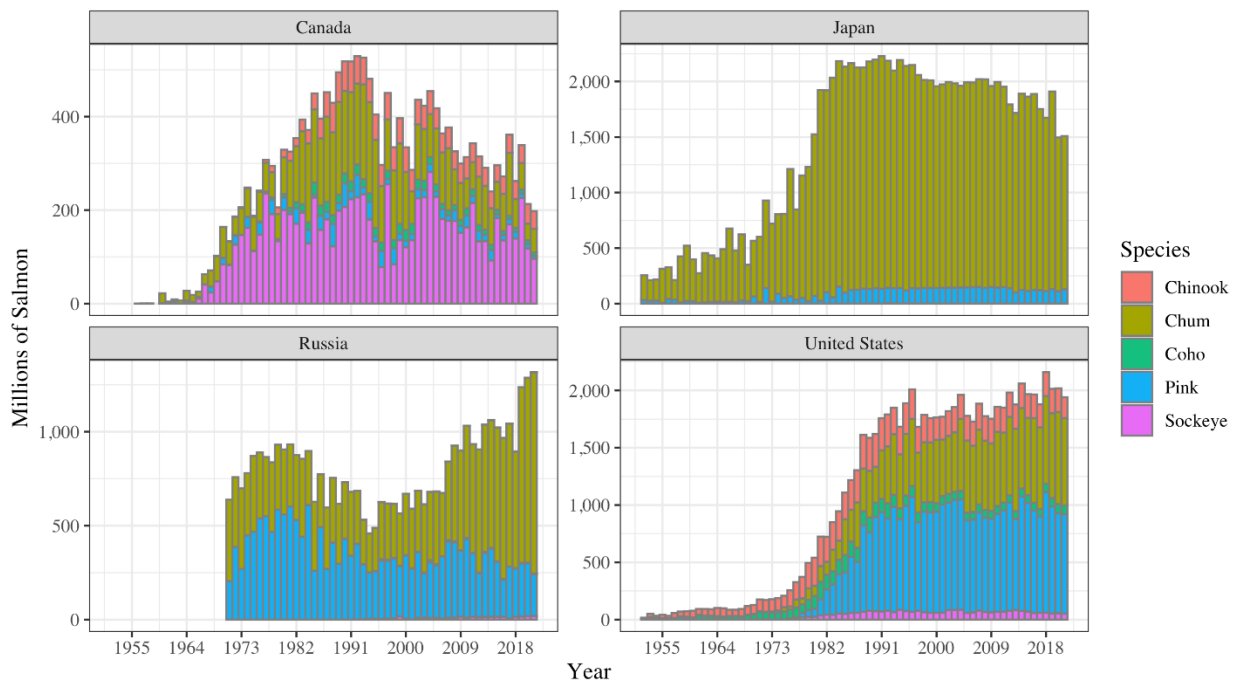 Canada
Japan
400
200
0
2,000
1,500
1,000
500
0
Millions of Salmon
Russia
United States
1,000
500
0
2,000
1,500
1,000
500
0
1955 1964 1973 1982 1991 2000 2009 2018
1955 1964 1973 1982 1991 2000 2009 2018
Year
Species
Chinook
Chum
Coho
Pink
Sockeye